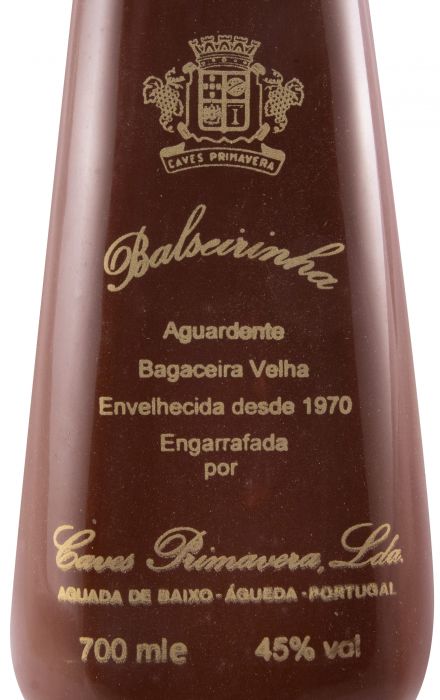 CAVES PRIMAVERA
Balseirinha
Aguardente
Bagaceira Velha
Envelhecida desde 1970
Engarrafada
por
Caves Primavera, Lda.
AGUADA DE BAIXO - ÁGUEDA - PORTUGAL
700 mle 45% vol